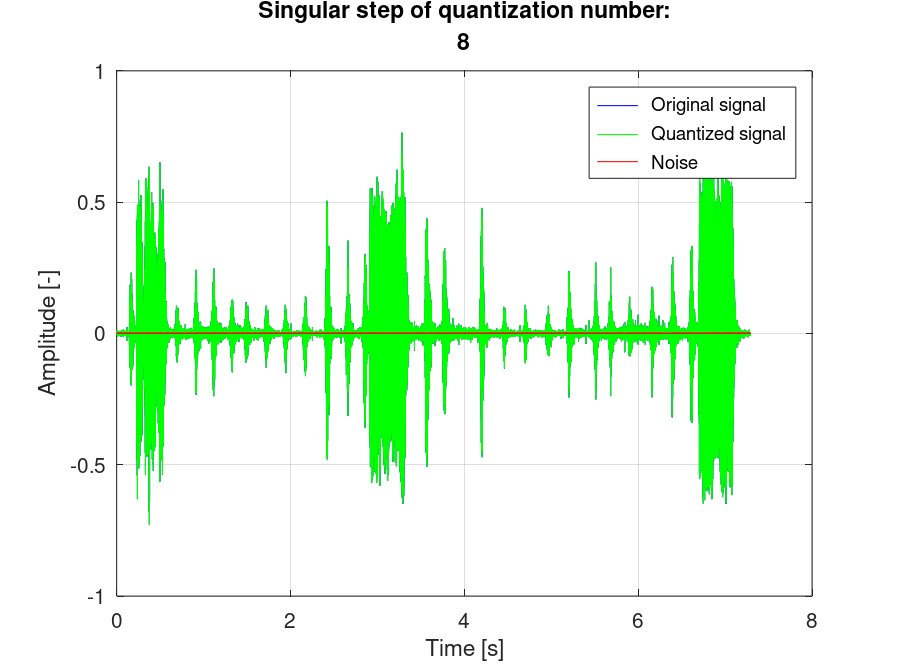 Singular step of quantization number:
8
1
0.5
0
-0.5
-1
Amplitude [-]
Original signal
Quantized signal
Noise
0
2
4
6
8
Time [s]